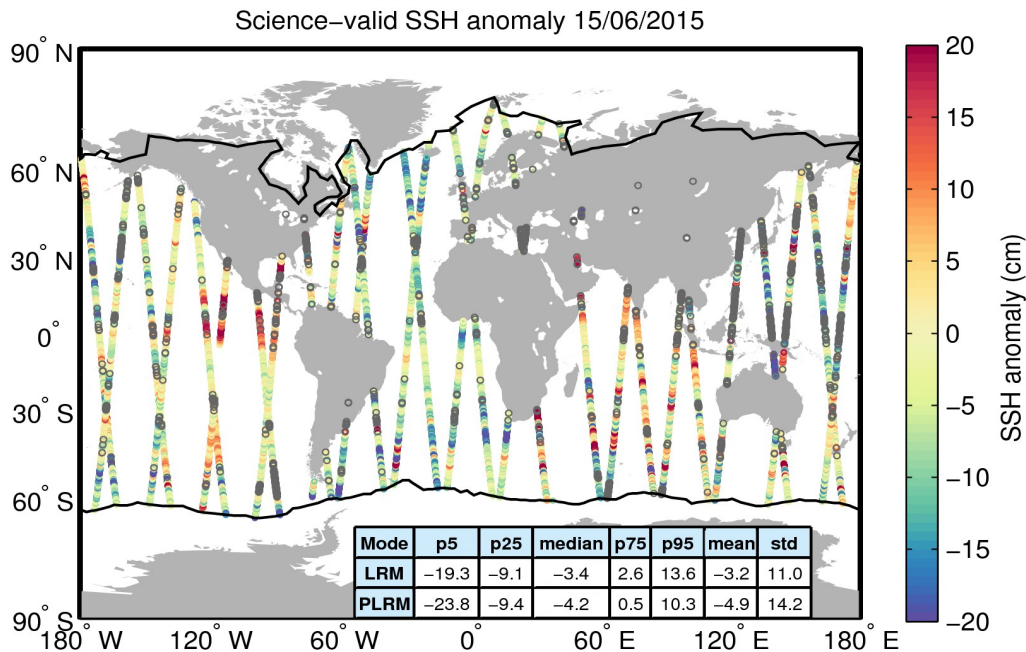 Science−valid SSH anomaly 15/06/2015
90° N
60° N
30° N
0°
30° S
60° S
90° S
180° W
120° W
60° W
0°
60° E
120° E
180° E
Mode p5 p25 median p75 p95 mean std
LRM −19.3 −9.1 −3.4 2.6 13.6 −3.2 11.0
PLRM −23.8 −9.4 −4.2 0.5 10.3 −4.9 14.2
20
15
10
5
0
−5
−10
−15
−20
SSH anomaly (cm)